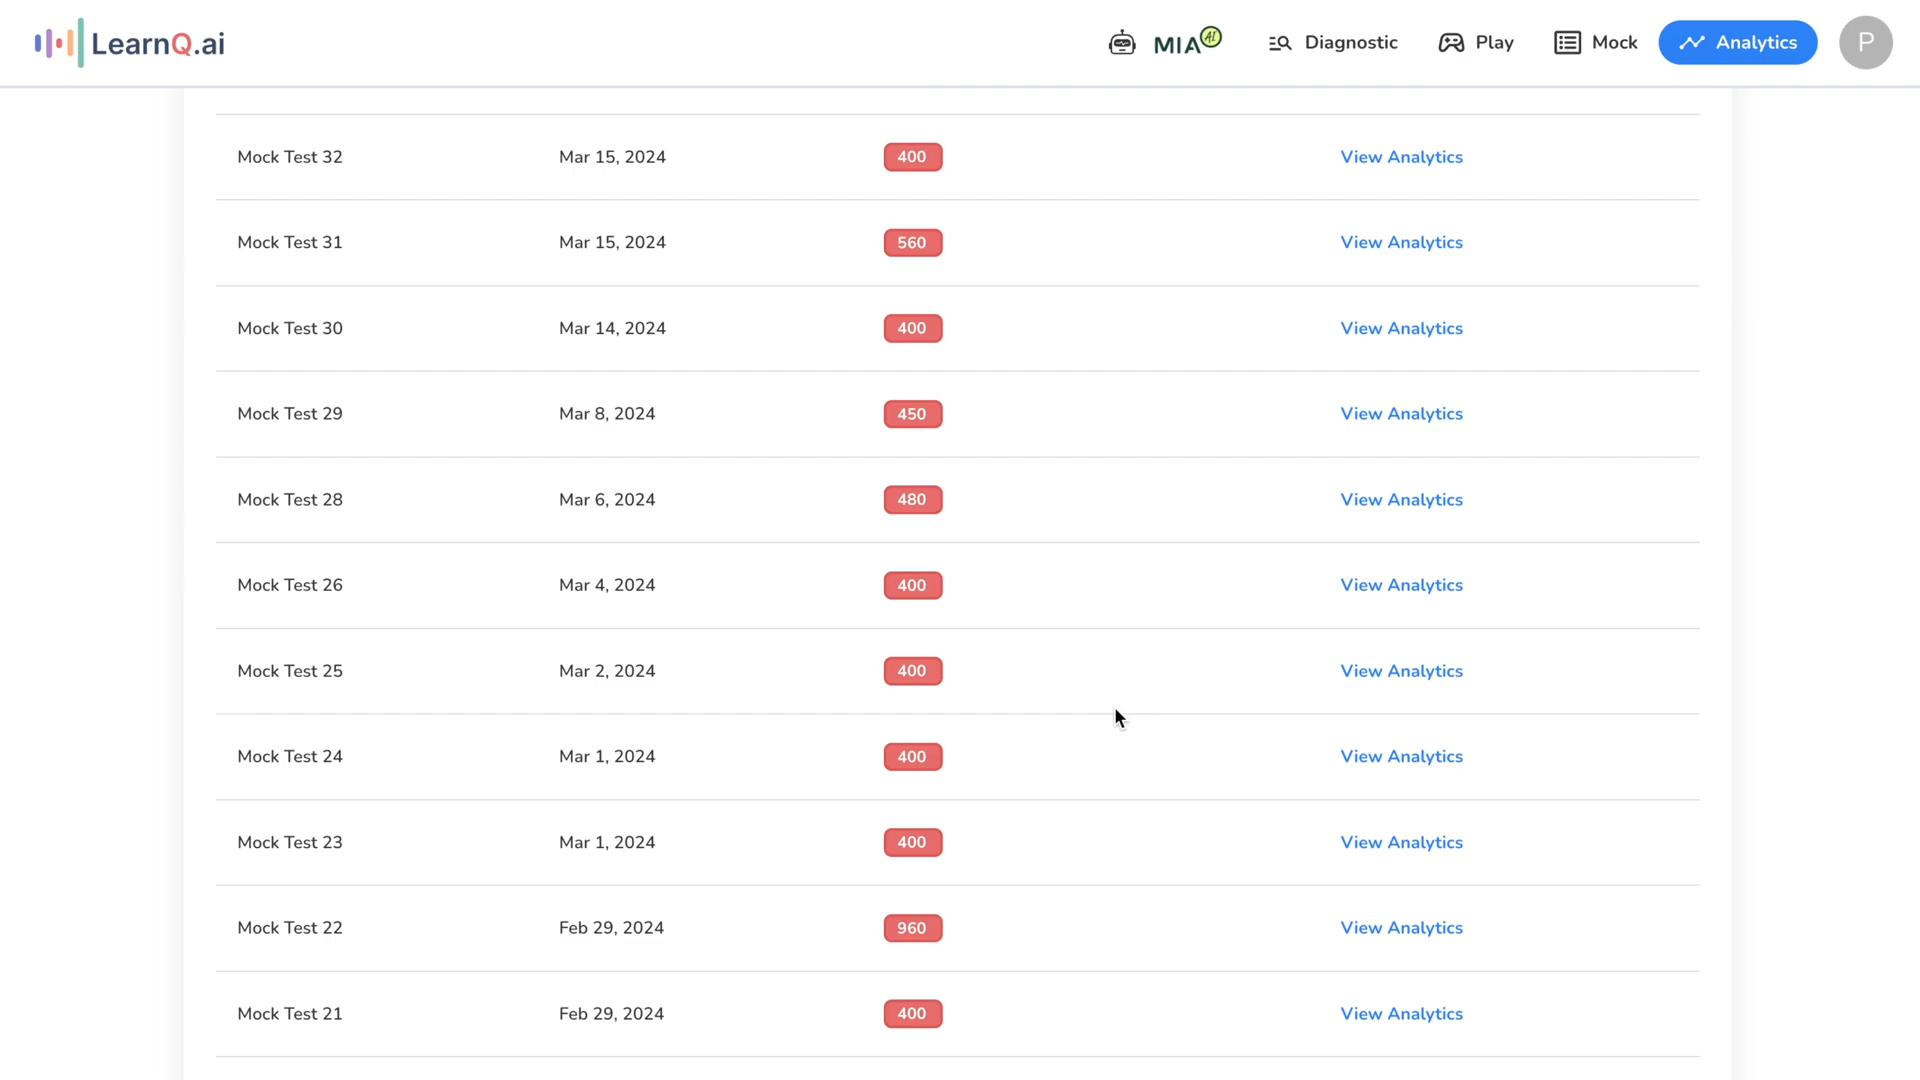 LearnQ.ai MIA AI Diagnostic Play Mock Analytics P
Mock Test 32 Mar 15, 2024 400 View Analytics
Mock Test 31 Mar 15, 2024 560 View Analytics
Mock Test 30 Mar 14, 2024 400 View Analytics
Mock Test 29 Mar 8, 2024 450 View Analytics
Mock Test 28 Mar 6, 2024 480 View Analytics
Mock Test 26 Mar 4, 2024 400 View Analytics
Mock Test 25 Mar 2, 2024 400 View Analytics
Mock Test 24 Mar 1, 2024 400 View Analytics
Mock Test 23 Mar 1, 2024 400 View Analytics
Mock Test 22 Feb 29, 2024 960 View Analytics
Mock Test 21 Feb 29, 2024 400 View Analytics